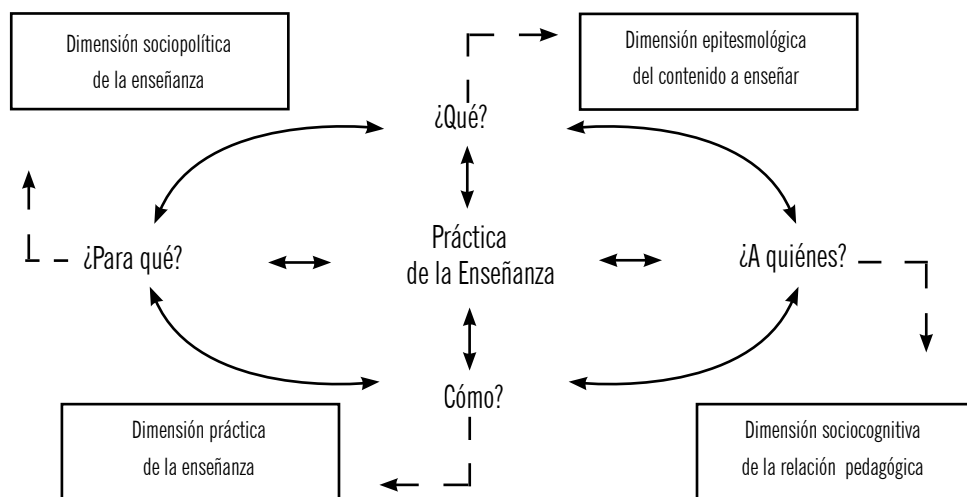 Dimensión sociopolítica
de la enseñanza
Dimensión epitesmológica
del contenido a enseñar
¿Qué?
¿Para qué?
Práctica
de la Enseñanza
¿A quiénes?
Cómo?
Dimensión práctica
de la enseñanza
Dimensión sociocognitiva
de la relación pedagógica